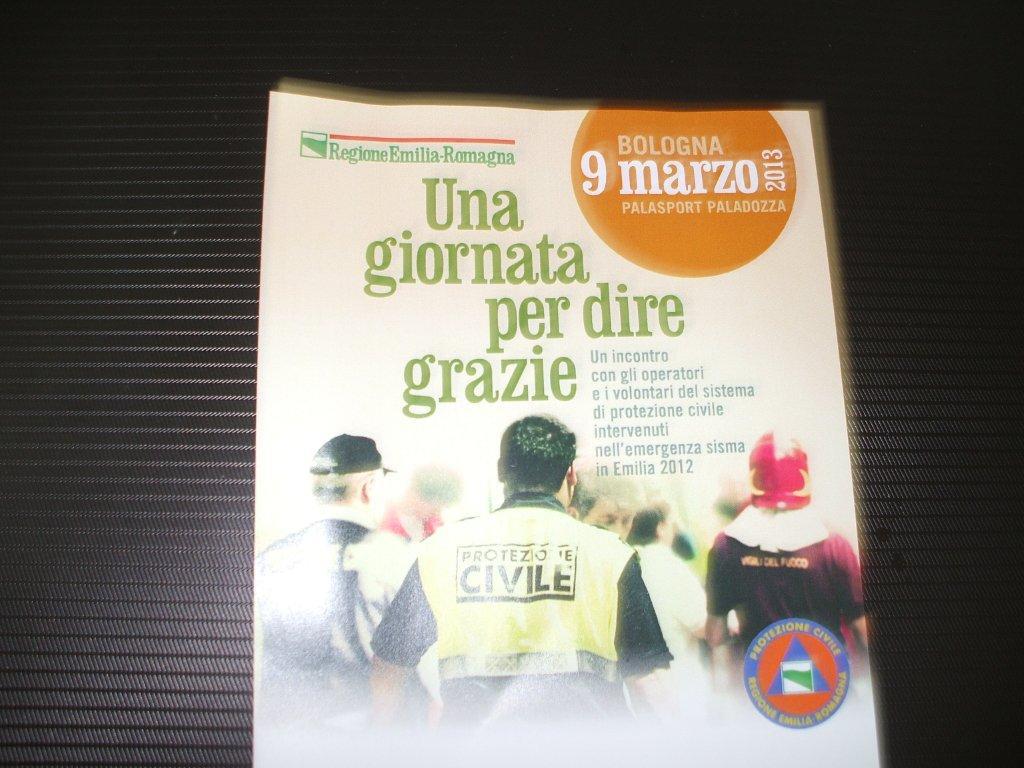 RegioneEmilia-Romagna
BOLOGNA
9 marzo 2013
PALASPORT PALADOZZA
Una
giornata
per dire
grazie
Un incontro
con gli operatori
e i volontari del sistema
di protezione civile
intervenuti
nell'emergenza sisma
in Emilia 2012
PROTEZIONE
CIVILE
VIGILI DEL FUOCO
PROTEZIONE CIVILE
REGIONE EMILIA ROMAGNA